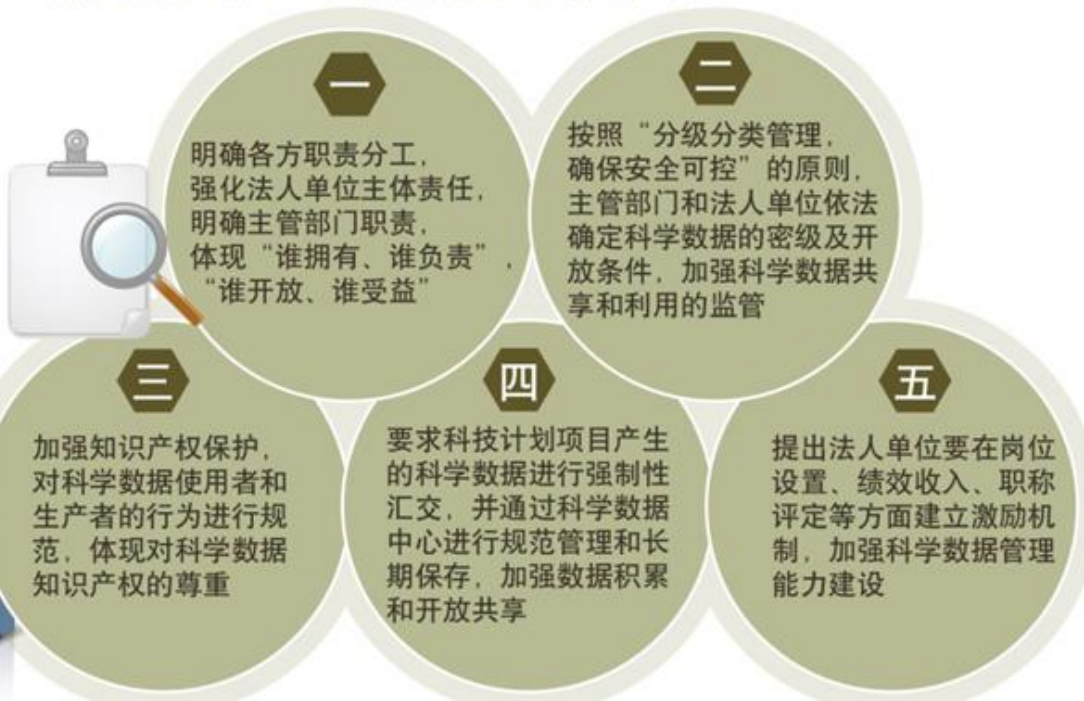 一
明确各方职责分工，
强化法人单位主体责任，
明确主管部门职责，
体现“谁拥有、谁负责”，
“谁开放、谁受益”
二
按照“分级分类管理，
确保安全可控”的原则，
主管部门和法人单位依法
确定科学数据的密级及开
放条件，加强科学数据共
享和利用的监管
三
加强知识产权保护，
对科学数据使用者和
生产者的行为进行规
范，体现对科学数据
知识产权的尊重
四
要求科技计划项目产生
的科学数据进行强制性
汇交，并通过科学数据
中心进行规范管理和长
期保存，加强数据积累
和开放共享
五
提出法人单位要在岗位
设置、绩效收入、职称
评定等方面建立激励机
制，加强科学数据管理
能力建设